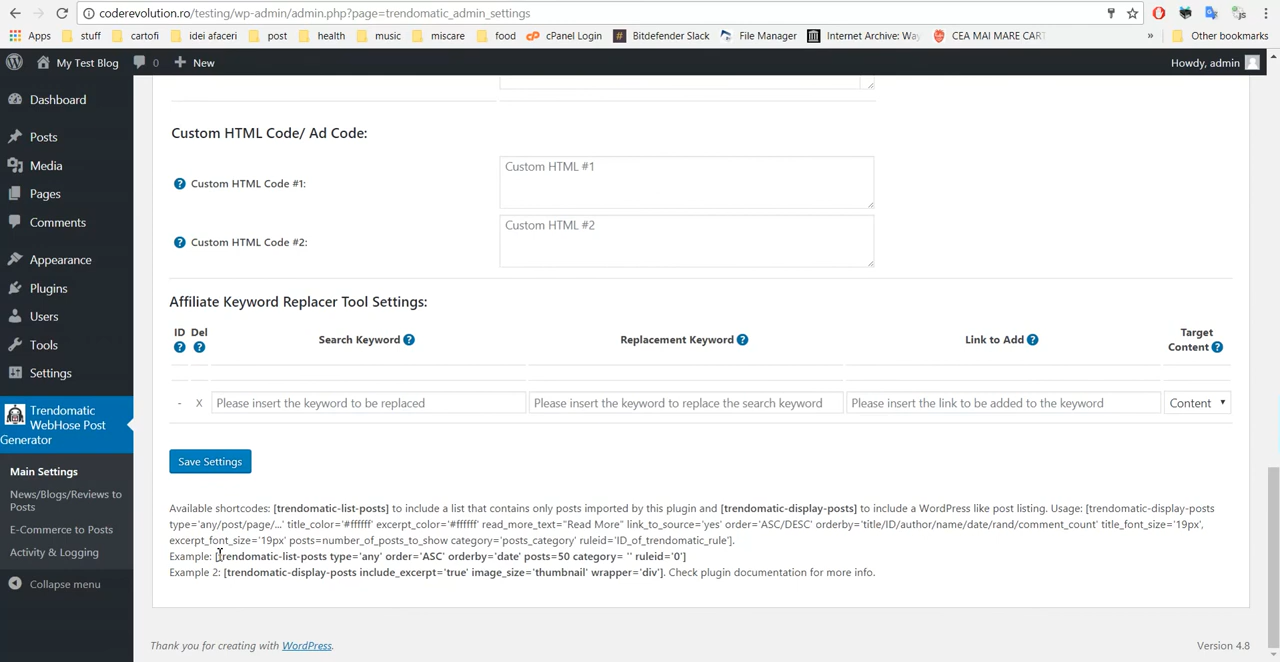 coderevolution.ro/testing/wp-admin/admin.php?page=trendomatic_admin_settings
Apps stuff cartofi idei afaceri post health music miscare food cPanel Login Bitdefender Slack File Manager Internet Archive: Way CEA MAI MARE CART » Other bookmarks
My Test Blog 0 New Howdy, admin
Dashboard
Posts
Media
Pages
Comments
Appearance
Plugins
Users
Tools
Settings
Trendomatic
WebHose Post
Generator
Main Settings
News/Blogs/Reviews to
Posts
E-Commerce to Posts
Activity & Logging
Collapse menu
Custom HTML Code/ Ad Code:
? Custom HTML Code #1:
Custom HTML #1
? Custom HTML Code #2:
Custom HTML #2
Affiliate Keyword Replacer Tool Settings:
ID ? Del ? Search Keyword ? Replacement Keyword ? Link to Add ? Target Content ?
- X Please insert the keyword to be replaced Please insert the keyword to replace the search keyword Please insert the link to be added to the keyword Content
Save Settings
Available shortcodes: [trendomatic-list-posts] to include a list that contains only posts imported by this plugin and [trendomatic-display-posts] to include a WordPress like post listing. Usage: [trendomatic-display-posts
type='any/post/page/...' title_color='#ffffff' excerpt_color='#ffffff' read_more_text="Read More" link_to_source='yes' order='ASC/DESC' orderby='title/ID/author/name/date/rand/comment_count' title_font_size='19px',
excerpt_font_size='19px' posts=number_of_posts_to_show category='posts_category' ruleid='ID_of_trendomatic_rule'].
Example: [trendomatic-list-posts type='any' order='ASC' orderby='date' posts=50 category= '' ruleid='0']
Example 2: [trendomatic-display-posts include_excerpt='true' image_size='thumbnail' wrapper='div']. Check plugin documentation for more info.
Thank you for creating with WordPress.
Version 4.8